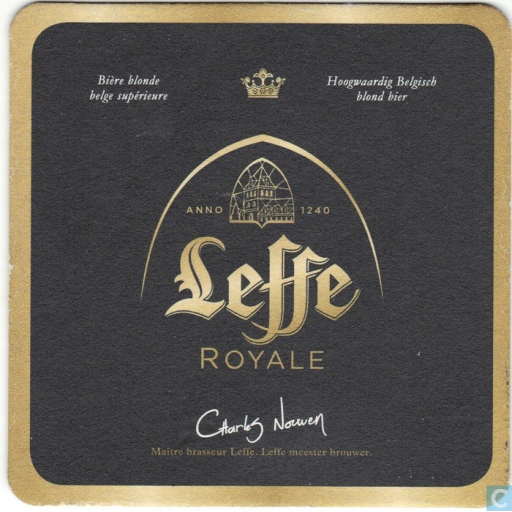 Bière blonde
belge supérieure
Hoogwaardig Belgisch
blond bier
ANNO 1240
Leffe
ROYALE
Charles Nouwen
Maitre brasseur Leffe. Leffe meester brouwer.
C